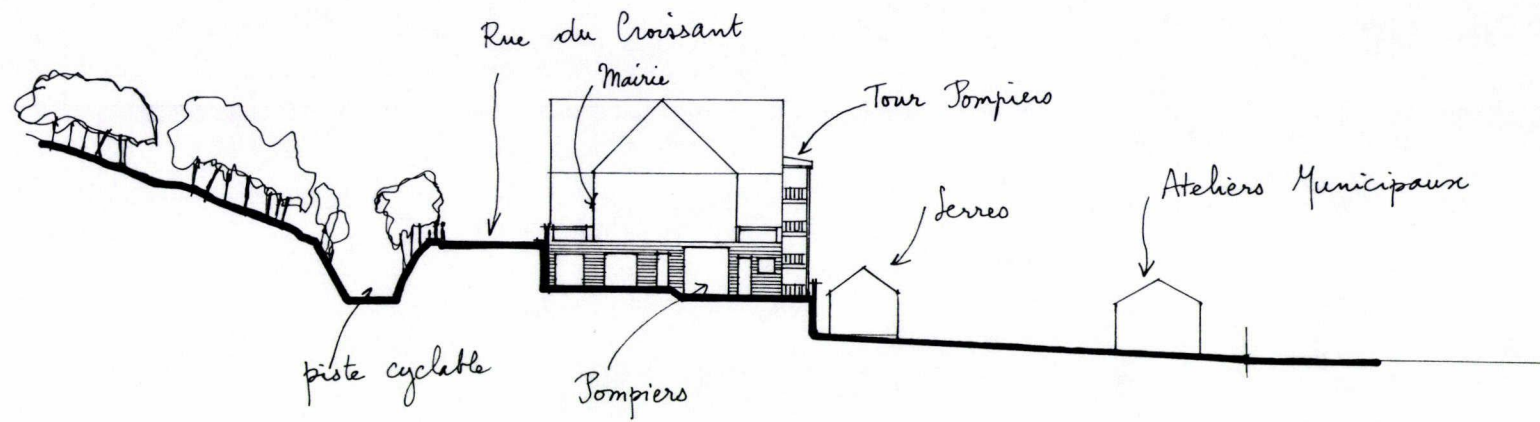 Rue du Croissant
Mairie
Tour Pompiers
Serres
Ateliers Municipaux
piste cyclable
Pompiers